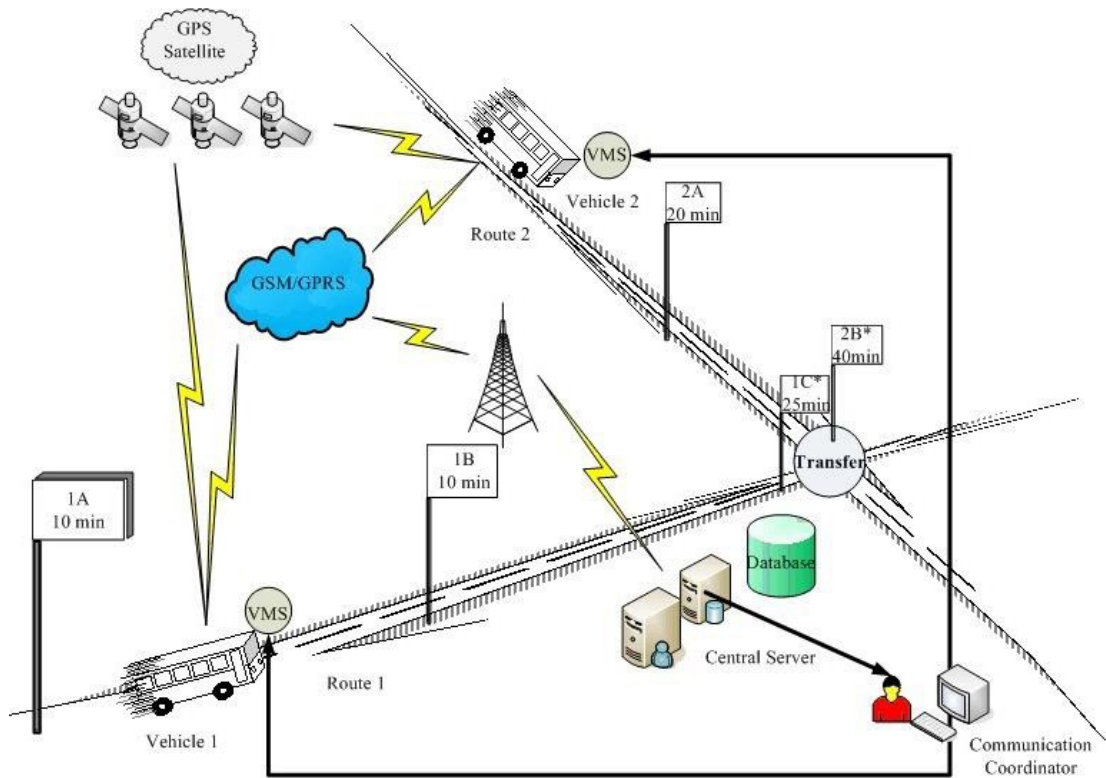 GPS
Satellite
VMS
Vehicle 2
2A
20 min
Route 2
GSM/GPRS
2B*
40min
1C*
25min
1B
10 min
Transfer
1A
10 min
Database
VMS
Central Server
Route 1
Vehicle 1
Communication
Coordinator